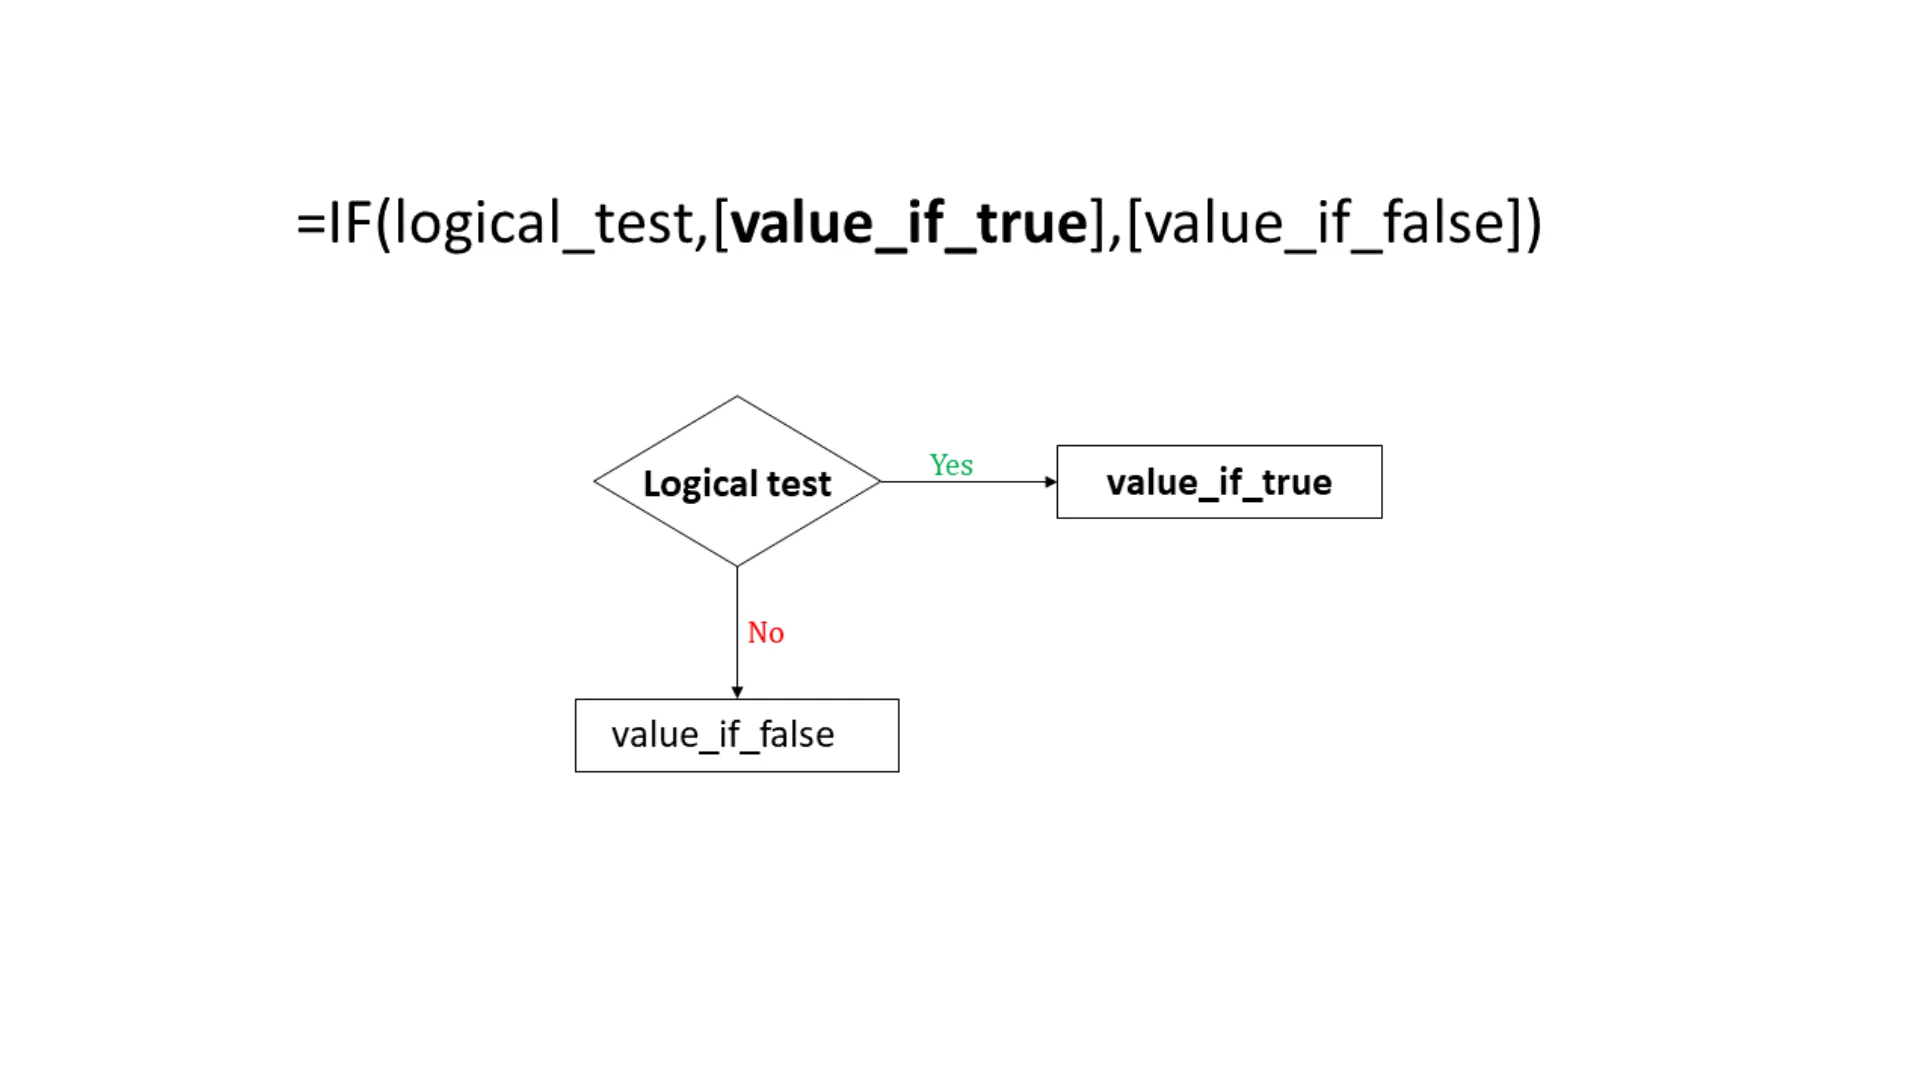 =IF(logical_test,[value_if_true],[value_if_false])
Yes
Logical test
value_if_true
No
value_if_false